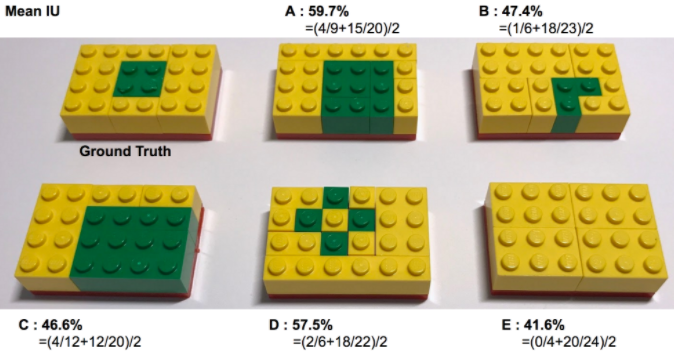 Mean IU
A : 59.7%
=(4/9+15/20)/2
B : 47.4%
=(1/6+18/23)/2
Ground Truth
C : 46.6%
=(4/12+12/20)/2
D : 57.5%
=(2/6+18/22)/2
E : 41.6%
=(0/4+20/24)/2